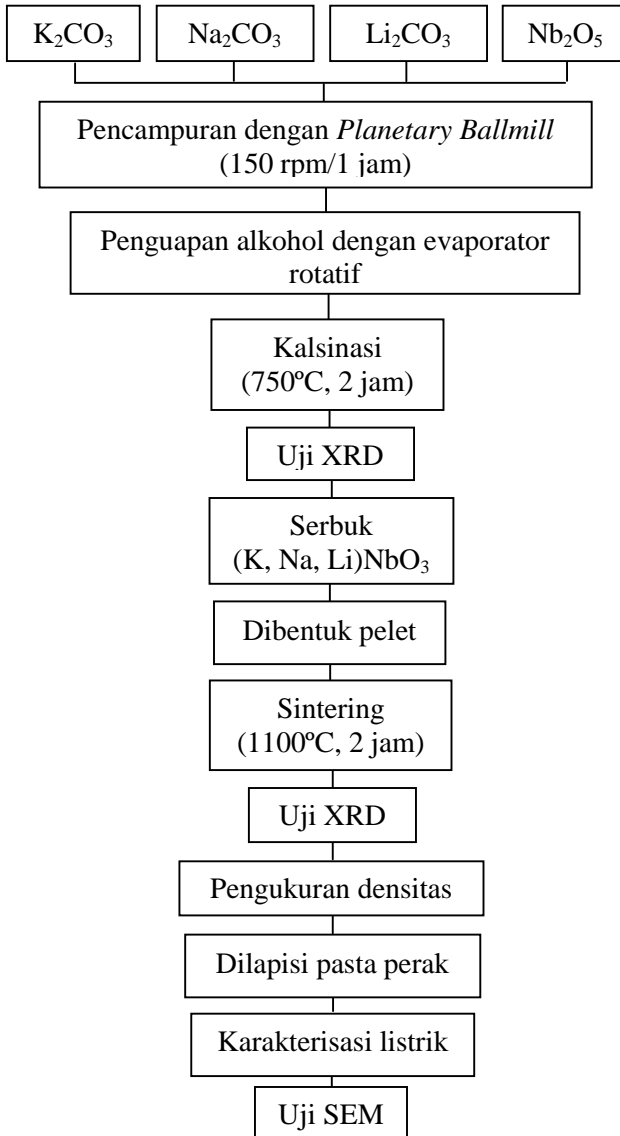 K₂CO₃ Na₂CO₃ Li₂CO₃ Nb₂O₅
Pencampuran dengan Planetary Ballmill
(150 rpm/1 jam)
Penguapan alkohol dengan evaporator
rotatif
Kalsinasi
(750ºC, 2 jam)
Uji XRD
Serbuk
(K, Na, Li)NbO₃
Dibentuk pelet
Sintering
(1100ºC, 2 jam)
Uji XRD
Pengukuran densitas
Dilapisi pasta perak
Karakterisasi listrik
Uji SEM